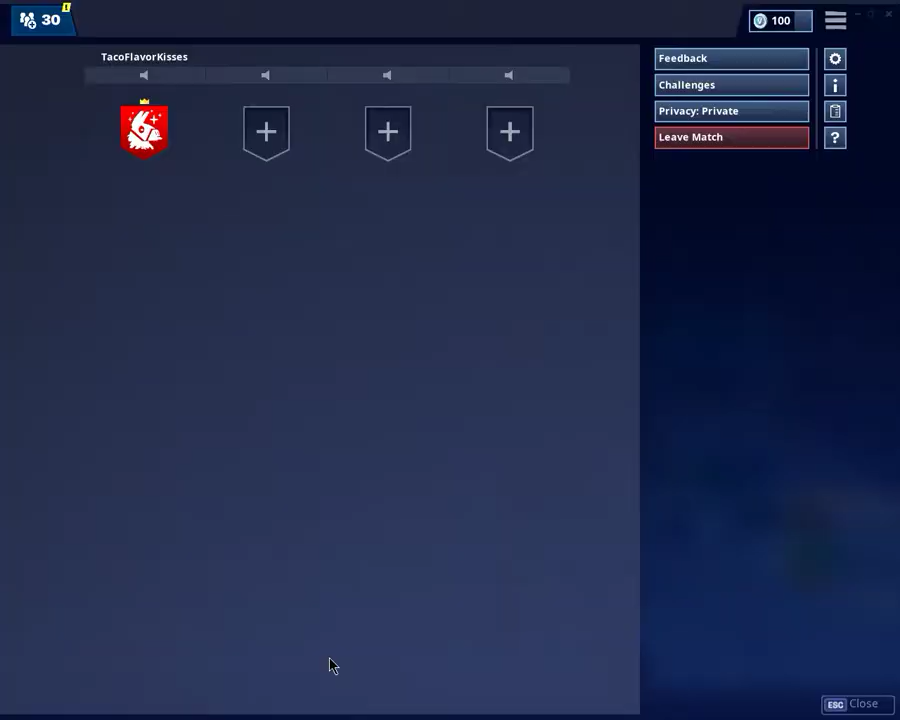 30
!
100
TacoFlavorKisses
Feedback
Challenges
i
Privacy: Private
Leave Match
?
ESC Close